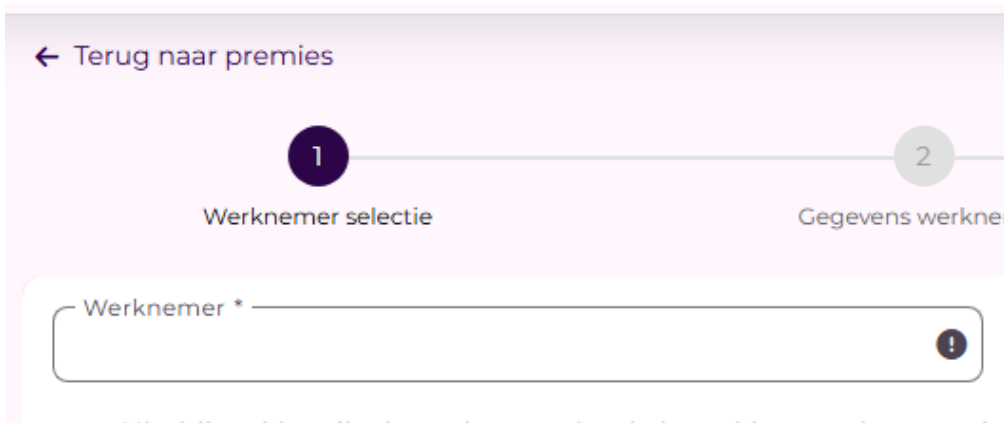 ← Terug naar premies
1
2
Werknemer selectie
Gegevens werkne
Werknemer *
!